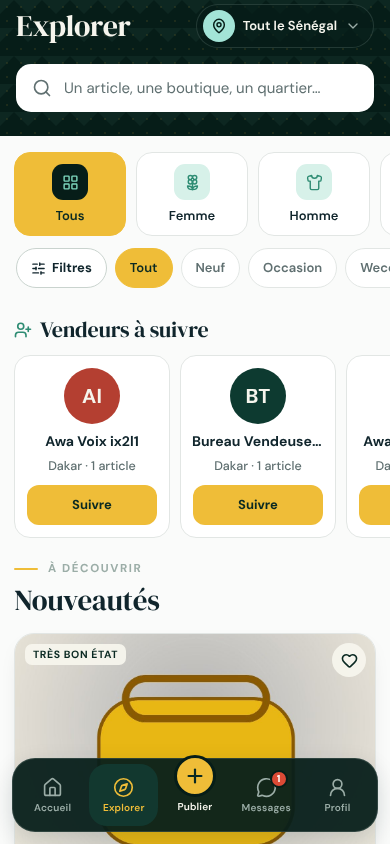 Explorer
Tout le Sénégal
Un article, une boutique, un quartier...
Tous
Femme
Homme
Filtres
Tout
Neuf
Occasion
Vendeurs à suivre
AI
BT
Awa Voix ix2l1
Bureau Vendeuse...
Awa
Dakar · 1 article
Dakar · 1 article
Da
Suivre
Suivre
À DÉCOUVRIR
Nouveautés
TRÈS BON ÉTAT
1
Accueil
Explorer
Publier
Messages
Profil